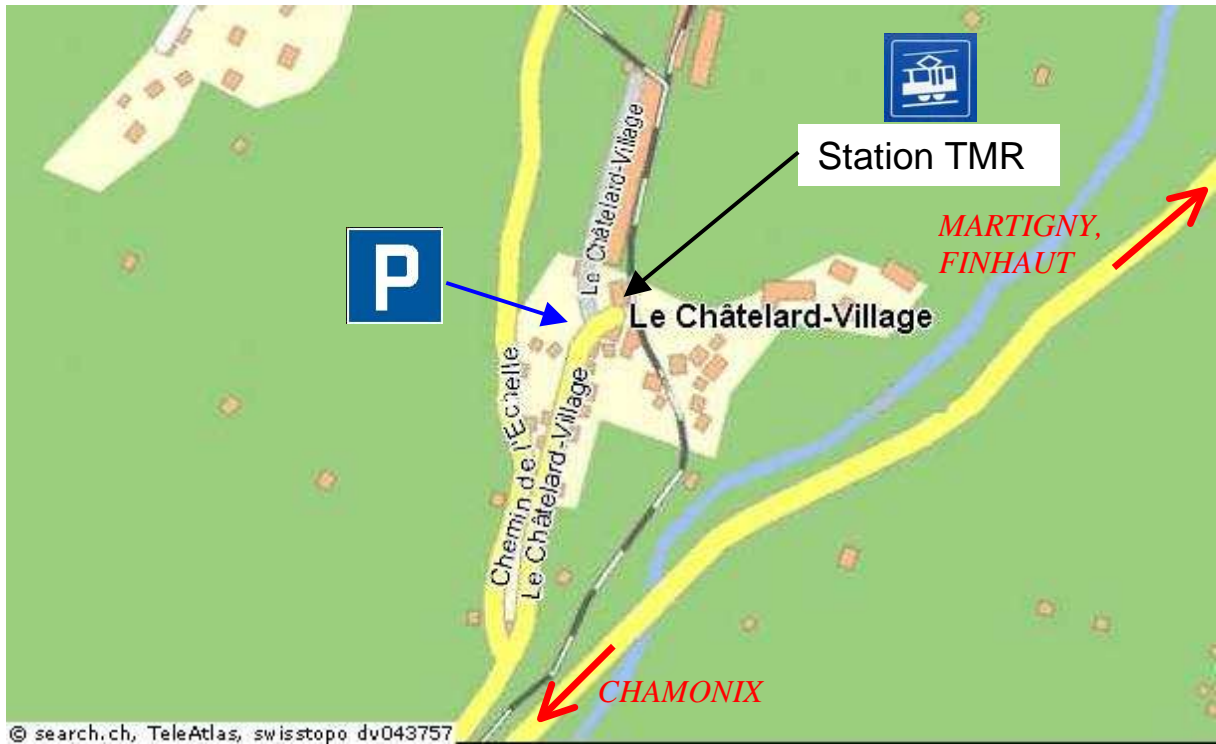 Station TMR
MARTIGNY,
FINHAUT
Le Châtelard-Village
P
Le Châtelard-Village
Chemin de l'Echelle
Le Châtelard-Village
CHAMONIX
© search.ch, TeleAtlas, swisstopo dv043757